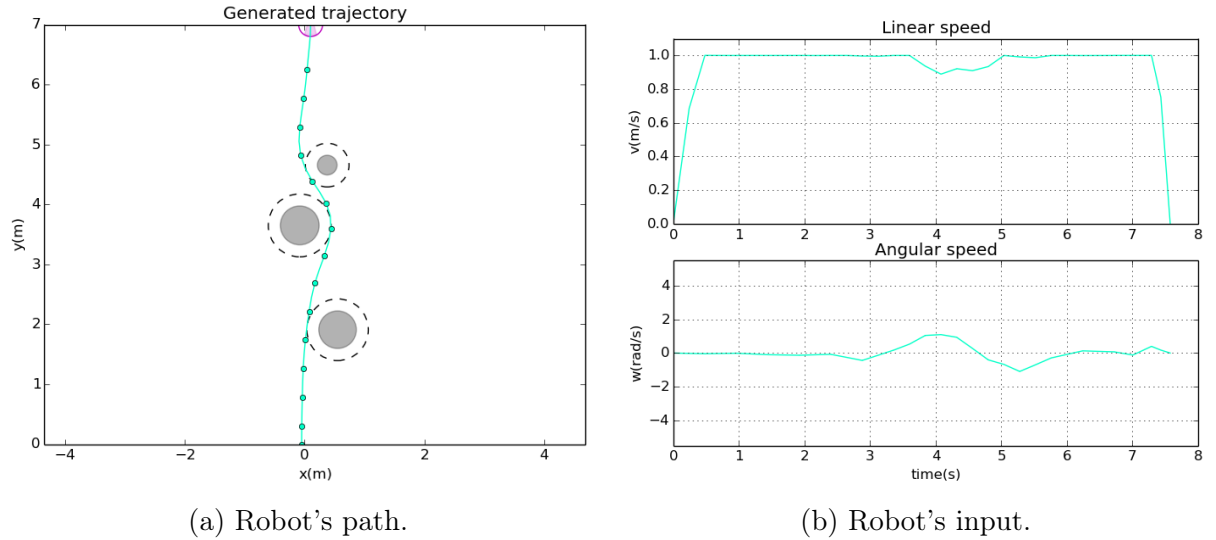 Generated trajectory
7
6
5
4
3
2
1
0
y(m)
−4 −2 0 2 4
x(m)
(a) Robot's path.
Linear speed
1.0
0.8
0.6
0.4
0.2
0.0
v(m/s)
0 1 2 3 4 5 6 7 8
Angular speed
4
2
0
−2
−4
w(rad/s)
0 1 2 3 4 5 6 7 8
time(s)
(b) Robot's input.